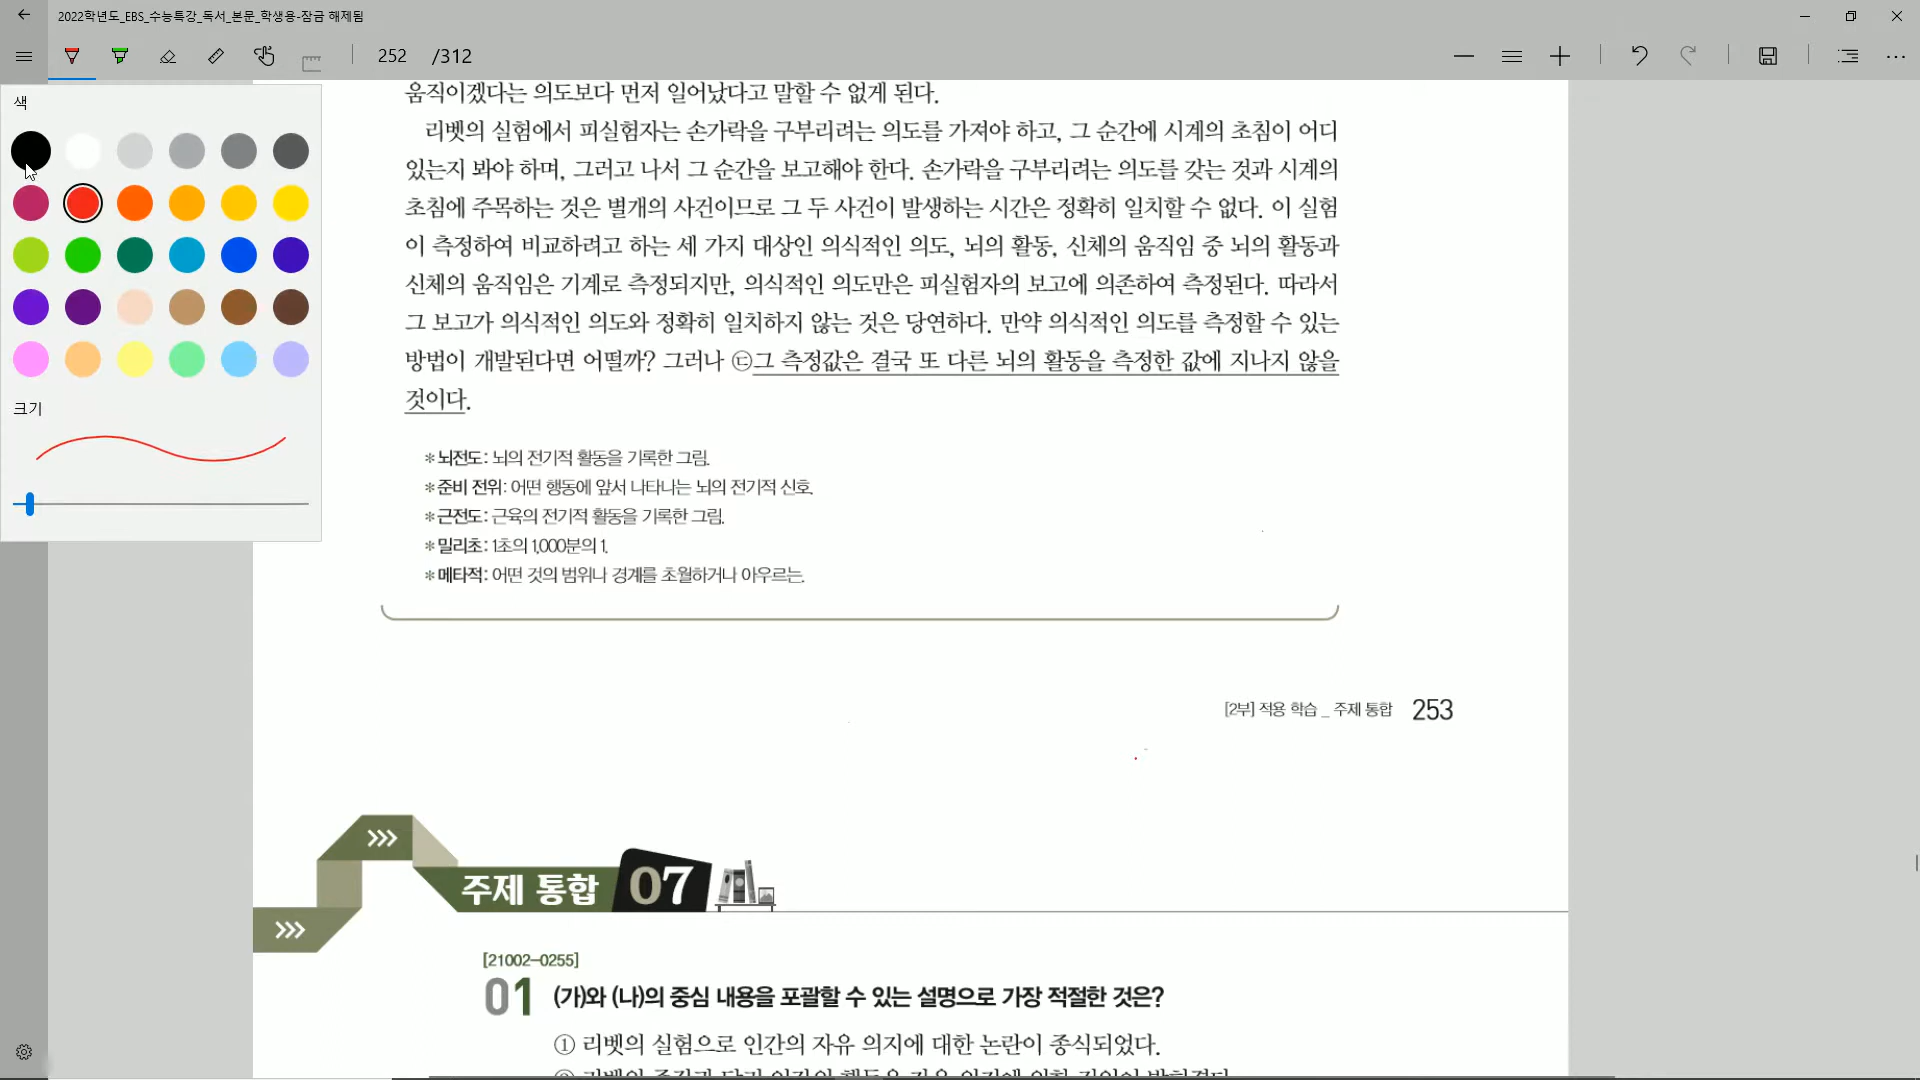 2022학년도_EBS_수능특강_독서_본문_학생용-잠금 해제됨
252 /312
색
크기
움직이겠다는 의도보다 먼저 일어났다고 말할 수 없게 된다.
리벳의 실험에서 피실험자는 손가락을 구부리려는 의도를 가져야 하고, 그 순간에 시계의 초침이 어디
있는지 봐야 하며, 그러고 나서 그 순간을 보고해야 한다. 손가락을 구부리려는 의도를 갖는 것과 시계의
초침에 주목하는 것은 별개의 사건이므로 그 두 사건이 발생하는 시간은 정확히 일치할 수 없다. 이 실험
이 측정하여 비교하려고 하는 세 가지 대상인 의식적인 의도, 뇌의 활동, 신체의 움직임 중 뇌의 활동과
신체의 움직임은 기계로 측정되지만, 의식적인 의도만은 피실험자의 보고에 의존하여 측정된다. 따라서
그 보고가 의식적인 의도와 정확히 일치하지 않는 것은 당연하다. 만약 의식적인 의도를 측정할 수 있는
방법이 개발된다면 어떨까? 그러나 ㉢그 측정값은 결국 또 다른 뇌의 활동을 측정한 값에 지나지 않을
것이다.
*뇌전도: 뇌의 전기적 활동을 기록한 그림.
*준비 전위: 어떤 행동에 앞서 나타나는 뇌의 전기적 신호.
*근전도: 근육의 전기적 활동을 기록한 그림.
*밀리초: 1초의 1,000분의 1.
*메타적: 어떤 것의 범위나 경계를 초월하거나 아우르는.
[2부] 적용 학습 _ 주제 통합 253
주제 통합 07
[21002-0255]
01 (가)와 (나)의 중심 내용을 포괄할 수 있는 설명으로 가장 적절한 것은?
① 리벳의 실험으로 인간의 자유 의지에 대한 논란이 종식되었다.